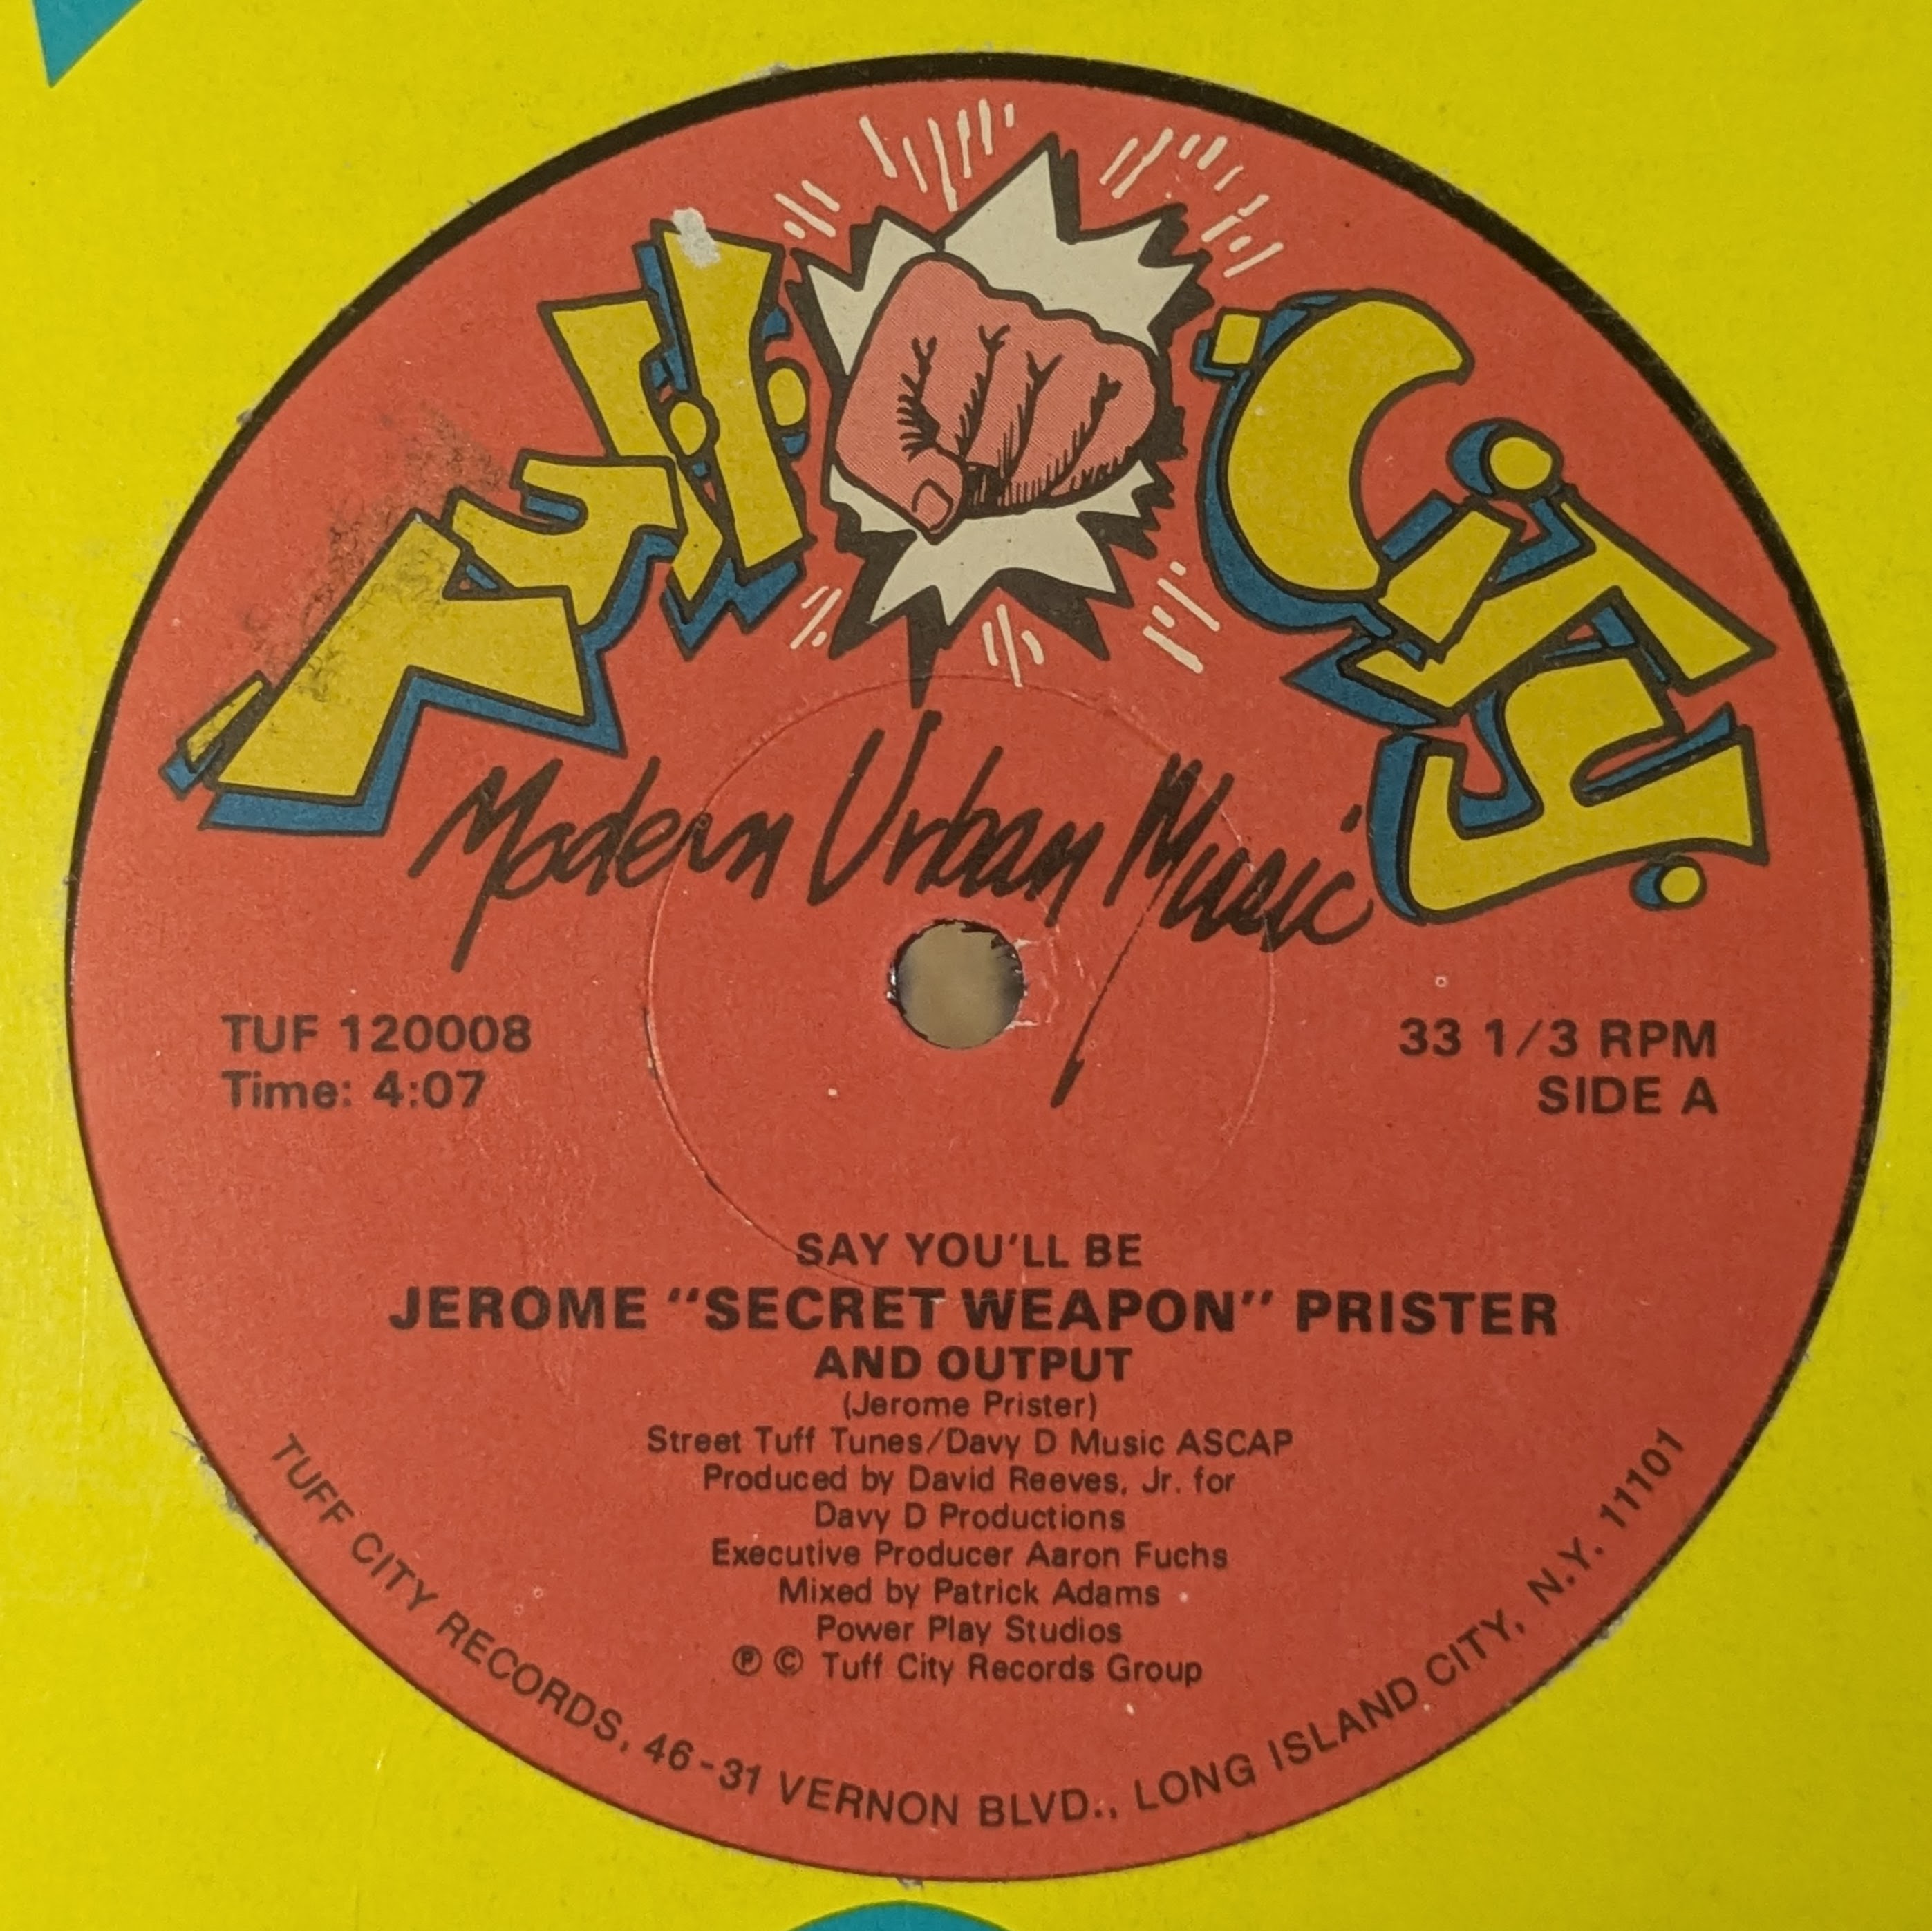 Tuff City
Modern Urban Music
TUF 120008
Time: 4:07
33 1/3 RPM
SIDE A
SAY YOU'LL BE
JEROME "SECRET WEAPON" PRISTER
AND OUTPUT
(Jerome Prister)
Street Tuff Tunes/Davy D Music ASCAP
Produced by David Reeves, Jr. for
Davy D Productions
Executive Producer Aaron Fuchs
Mixed by Patrick Adams
Power Play Studios
Ⓟ © Tuff City Records Group
TUFF CITY RECORDS, 46-31 VERNON BLVD., LONG ISLAND CITY, N.Y. 11101